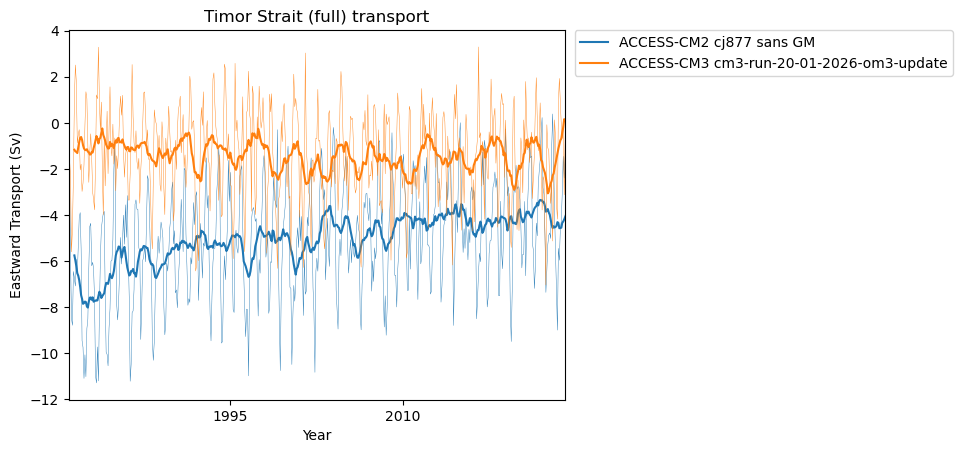 Timor Strait (full) transport
ACCESS-CM2 cj877 sans GM
ACCESS-CM3 cm3-run-20-01-2026-om3-update
Eastward Transport (Sv)
4
2
0
−2
−4
−6
−8
−10
−12
1995
2010
Year